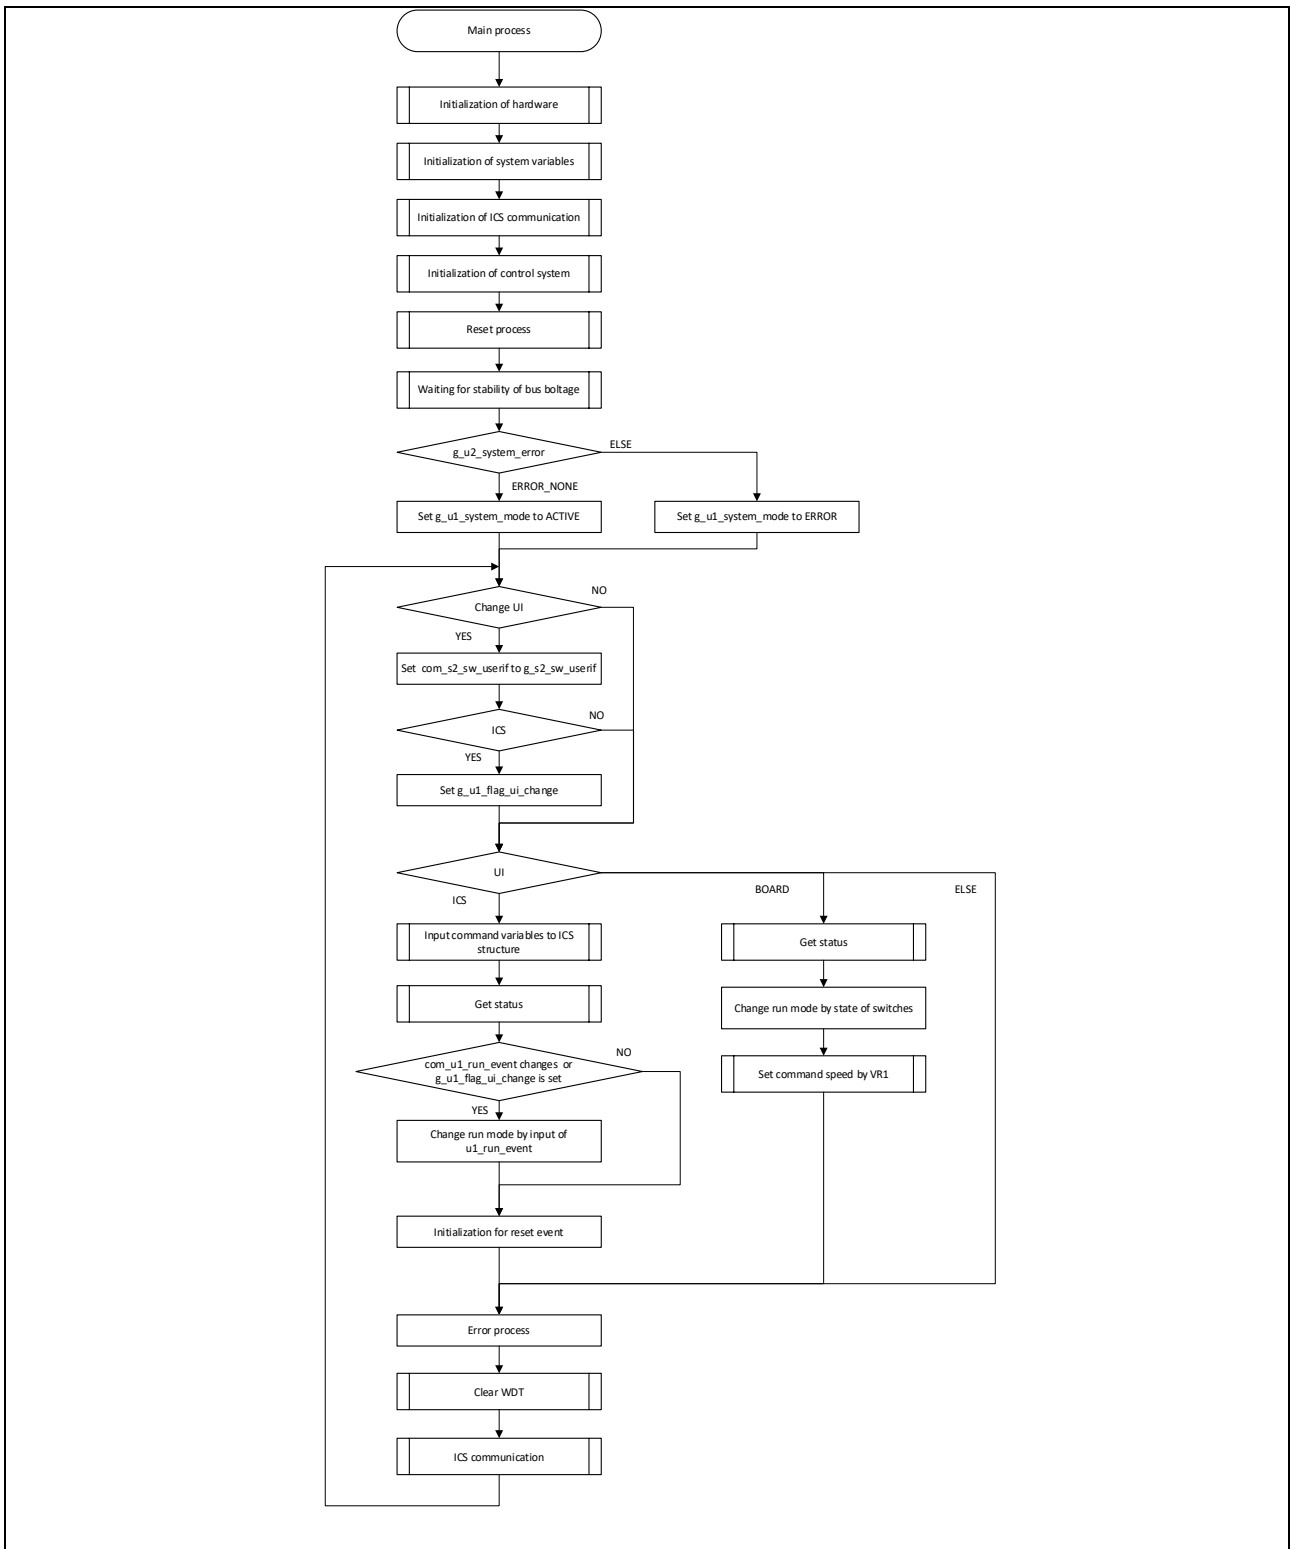 Main process
Initialization of hardware
Initialization of system variables
Initialization of ICS communication
Initialization of control system
Reset process
Waiting for stability of bus boltage
g_u2_system_error
ELSE
ERROR_NONE
Set g_u1_system_mode to ACTIVE
Set g_u1_system_mode to ERROR
Change UI
NO
YES
Set com_s2_sw_userif to g_s2_sw_userif
ICS
NO
YES
Set g_u1_flag_ui_change
UI
ICS
BOARD
ELSE
Input command variables to ICS
structure
Get status
Get status
Change run mode by state of switches
com_u1_run_event changes or
g_u1_flag_ui_change is set
NO
Set command speed by VR1
YES
Change run mode by input of
u1_run_event
Initialization for reset event
Error process
Clear WDT
ICS communication